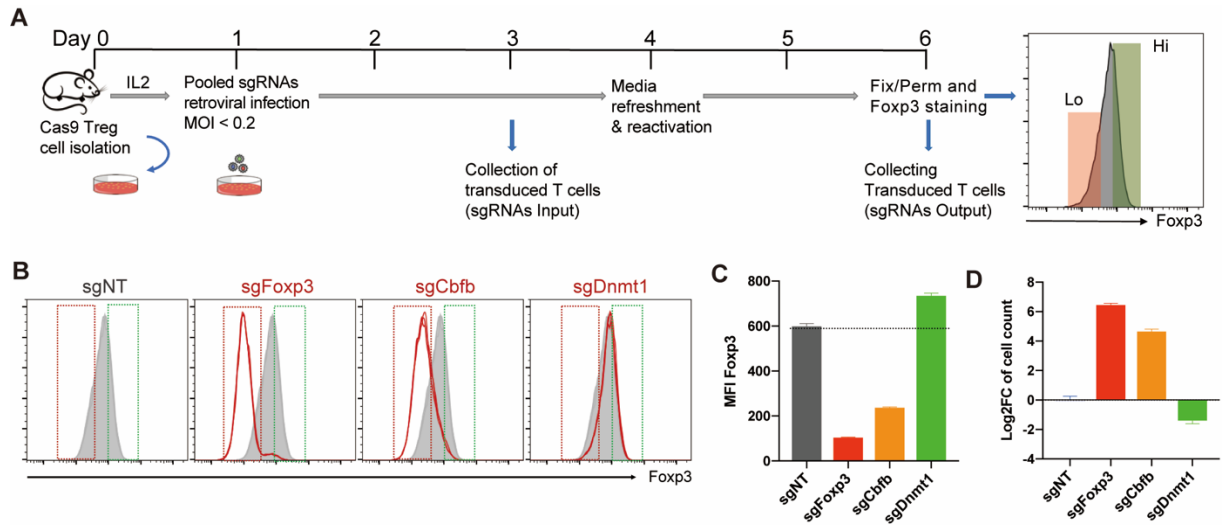 A
Day 0 1 2 3 4 5 6
IL2
Cas9 Treg
cell isolation
Pooled sgRNAs
retroviral infection
MOI < 0.2
Collection of
transduced T cells
(sgRNAs Input)
Media
refreshment
& reactivation
Fix/Perm and
Foxp3 staining
Collecting
Transduced T cells
(sgRNAs Output)
Hi
Lo
Foxp3
B
sgNT
sgFoxp3
sgCbfb
sgDnmt1
Foxp3
C
MFI Foxp3
800
600
400
200
0
sgNT
sgFoxp3
sgCbfb
sgDnmt1
D
Log2FC of cell count
8
6
4
2
0
-2
-4
sgNT
sgFoxp3
sgCbfb
sgDnmt1